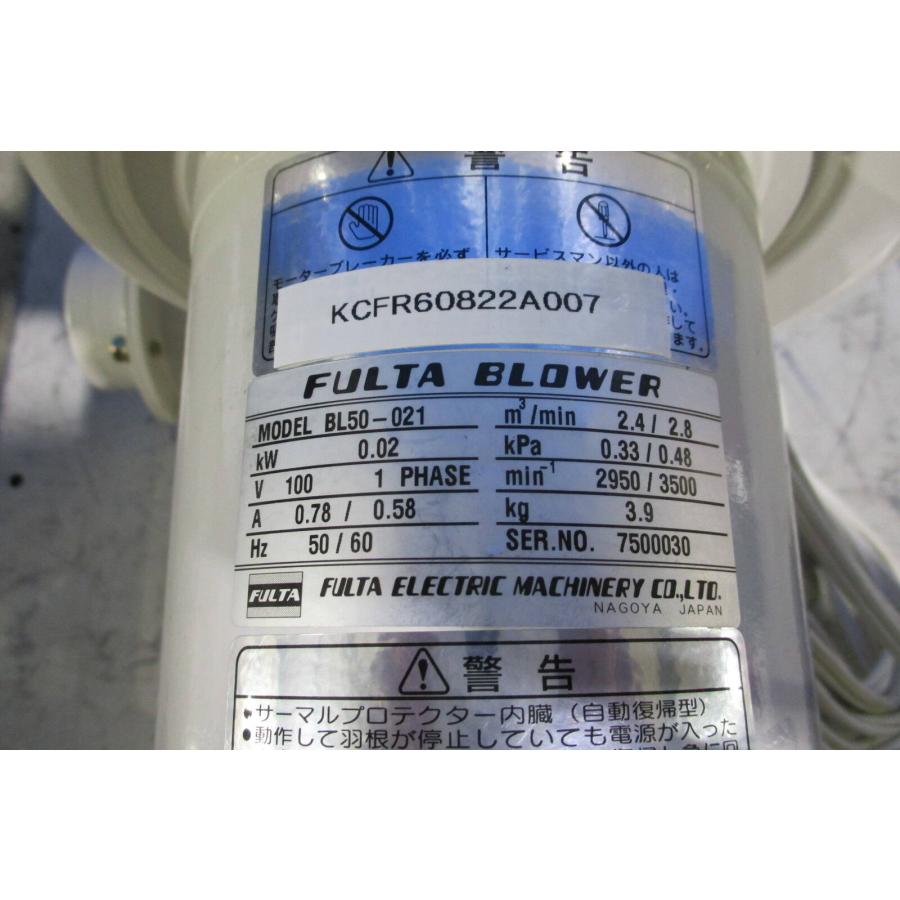 警告
モーターブレーカーを必ず
サービスマン以外の人は
KCFR60822A007
FULTA BLOWER
MODEL BL50-021 m³/min 2.4 / 2.8
kW 0.02 kPa 0.33 / 0.48
V 100 1 PHASE min⁻¹ 2950 / 3500
A 0.78 / 0.58 kg 3.9
Hz 50 / 60 SER.NO. 7500030
FULTA FULTA ELECTRIC MACHINERY CO.,LTD.
NAGOYA JAPAN
警告
•サーマルプロテクター内臓(自動復帰型)
●動作して羽根が停止していても電源が入った